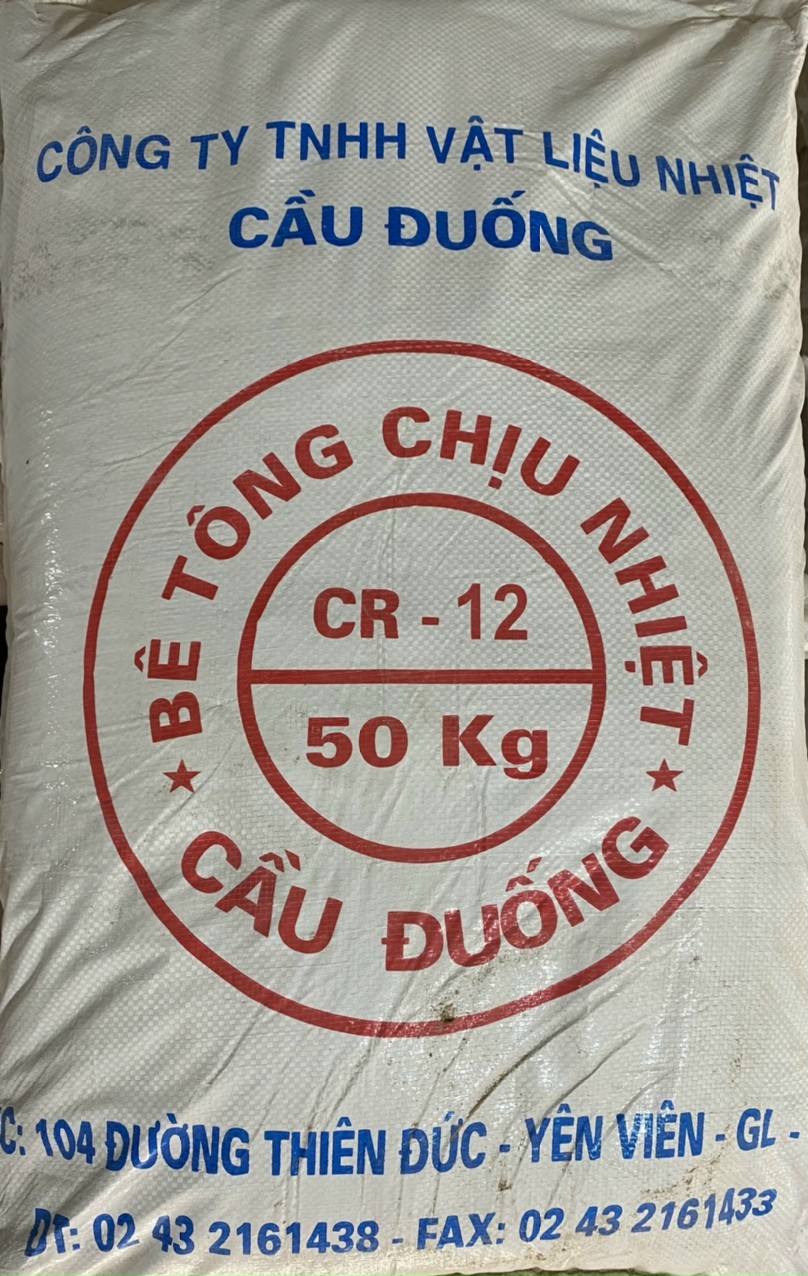 CÔNG TY TNHH VẬT LIỆU NHIỆT
CẦU ĐUỐNG
BÊ TÔNG CHỊU NHIỆT
CR - 12
50 Kg
CẦU ĐUỐNG
C: 104 ĐƯỜNG THIÊN ĐỨC - YÊN VIÊN - GL -
DT: 02 43 2161438 - FAX: 02 43 2161433